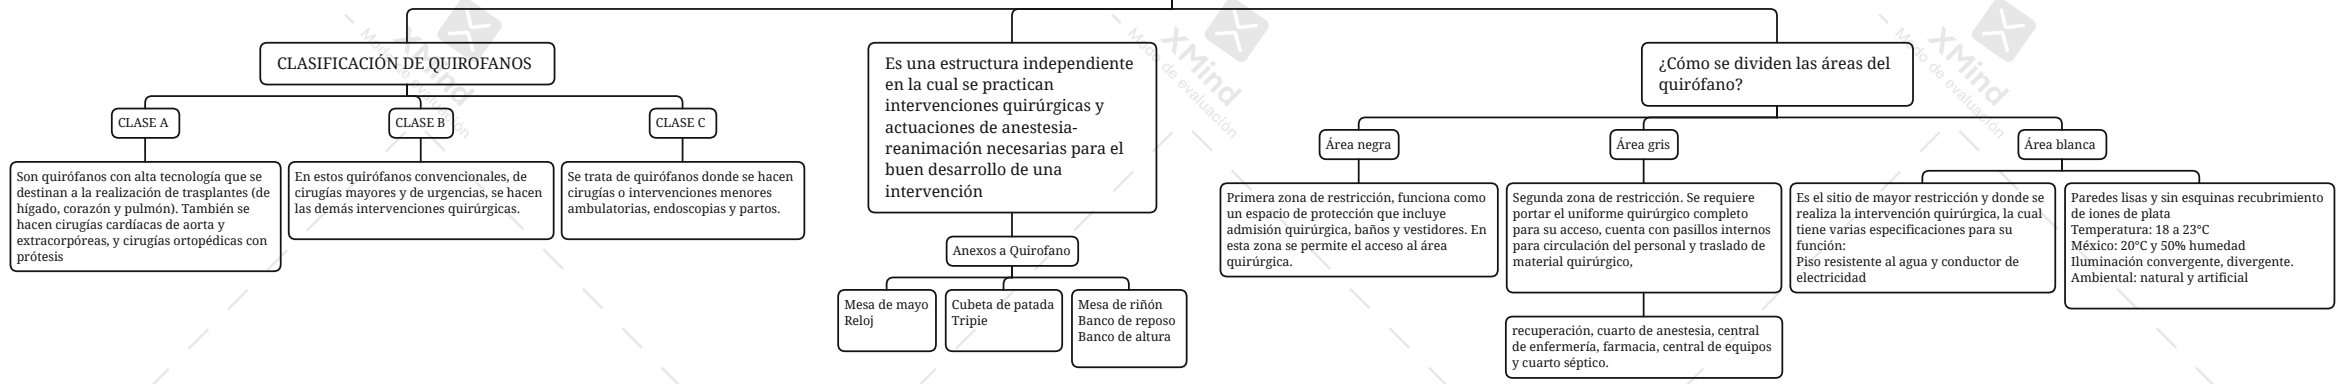 CLASIFICACIÓN DE QUIROFANOS
CLASE A
Son quirófanos con alta tecnología que se
destinan a la realización de trasplantes (de
hígado, corazón y pulmón). También se
hacen cirugías cardíacas de aorta y
extracorpóreas, y cirugías ortopédicas con
prótesis
CLASE B
En estos quirófanos convencionales, de
cirugías mayores y de urgencias, se hacen
las demás intervenciones quirúrgicas.
CLASE C
Se trata de quirófanos donde se hacen
cirugías o intervenciones menores
ambulatorias, endoscopias y partos.
Es una estructura independiente
en la cual se practican
intervenciones quirúrgicas y
actuaciones de anestesia-
reanimación necesarias para el
buen desarrollo de una
intervención
Anexos a Quirofano
Mesa de mayo
Reloj
Cubeta de patada
Tripie
Mesa de riñón
Banco de reposo
Banco de altura
¿Cómo se dividen las áreas del
quirófano?
Área negra
Primera zona de restricción, funciona como
un espacio de protección que incluye
admisión quirúrgica, baños y vestidores. En
esta zona se permite el acceso al área
quirúrgica.
Área gris
Segunda zona de restricción. Se requiere
portar el uniforme quirúrgico completo
para su acceso, cuenta con pasillos internos
para circulación del personal y traslado de
material quirúrgico,
recuperación, cuarto de anestesia, central
de enfermería, farmacia, central de equipos
y cuarto séptico.
Área blanca
Es el sitio de mayor restricción y donde se
realiza la intervención quirúrgica, la cual
tiene varias especificaciones para su
función:
Piso resistente al agua y conductor de
electricidad
Paredes lisas y sin esquinas recubrimiento
de iones de plata
Temperatura: 18 a 23°C
México: 20°C y 50% humedad
Iluminación convergente, divergente.
Ambiental: natural y artificial
XMind
Modo de evaluación
XMind
Modo de evaluación
XMind
Modo de evaluación